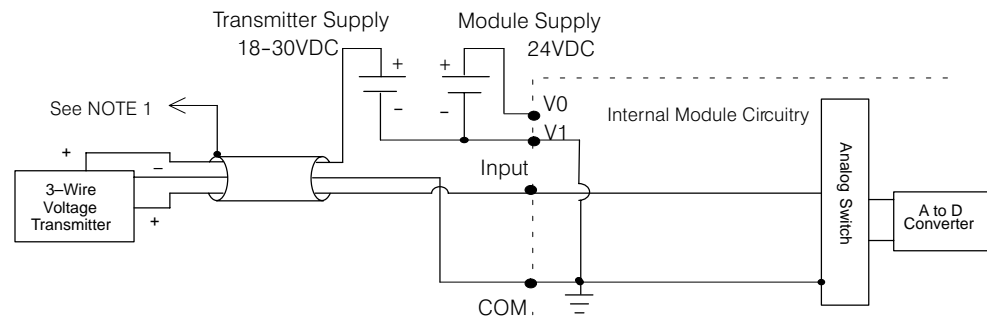 Transmitter Supply
18–30VDC
Module Supply
24VDC
+
–
+
–
See NOTE 1
V0
V1
Internal Module Circuitry
+
–
+
3–Wire
Voltage
Transmitter
Input
Analog Switch
A to D
Converter
COM